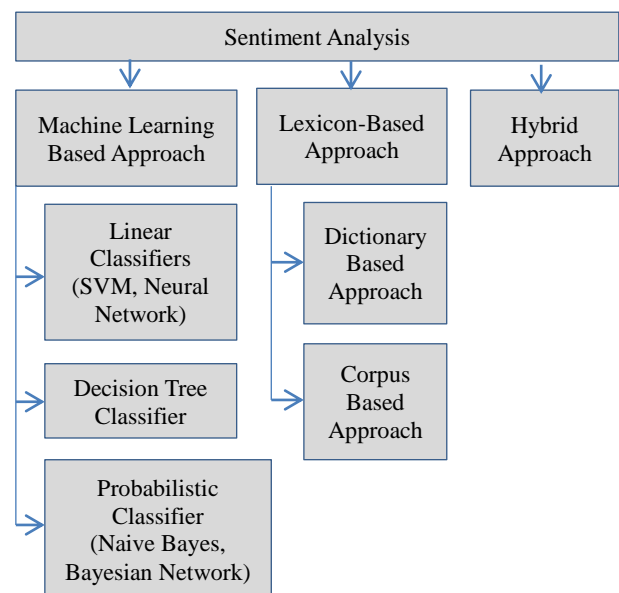 Sentiment Analysis
Machine Learning
Based Approach
Lexicon-Based
Approach
Hybrid
Approach
Linear
Classifiers
(SVM, Neural
Network)
Dictionary
Based
Approach
Decision Tree
Classifier
Corpus
Based
Approach
Probabilistic
Classifier
(Naive Bayes,
Bayesian Network)